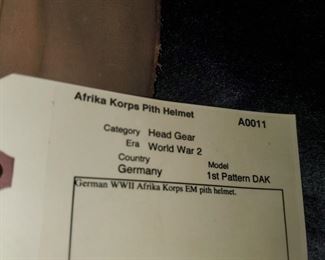 Afrika Korps Pith Helmet A0011
Category Head Gear
Era World War 2
Country Model
Germany 1st Pattern DAK
German WWII Afrika Korps EM pith helmet.